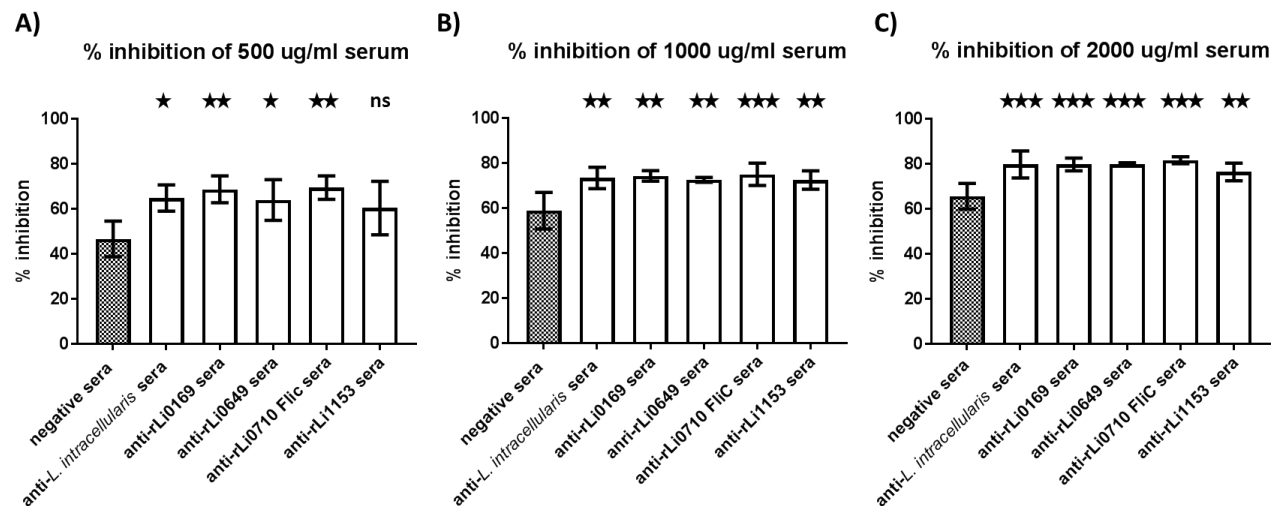 A)
% inhibition of 500 ug/ml serum
★ ★★ ★ ★★ ns
100
80
60
40
20
0
% inhibition
negative sera
anti-L. intracellularis sera
anti-rLi0169 sera
anti-rLi0649 sera
anti-rLi0710 FliC sera
anti-rLi1153 sera
B)
% inhibition of 1000 ug/ml serum
★★ ★★ ★★ ★★★ ★★
100
80
60
40
20
0
% inhibition
negative sera
anti-L. intracellularis sera
anti-rLi0169 sera
anri-rLi0649 sera
anti-rLi0710 FliC sera
anti-rLi1153 sera
C)
% inhibition of 2000 ug/ml serum
★★★ ★★★ ★★★ ★★★ ★★
100
80
60
40
20
0
% inhibition
negative sera
anti-L. intracellularis sera
anti-rLi0169 sera
anti-rLi0649 sera
anti-rLi0710 FliC sera
anti-rLi1153 sera